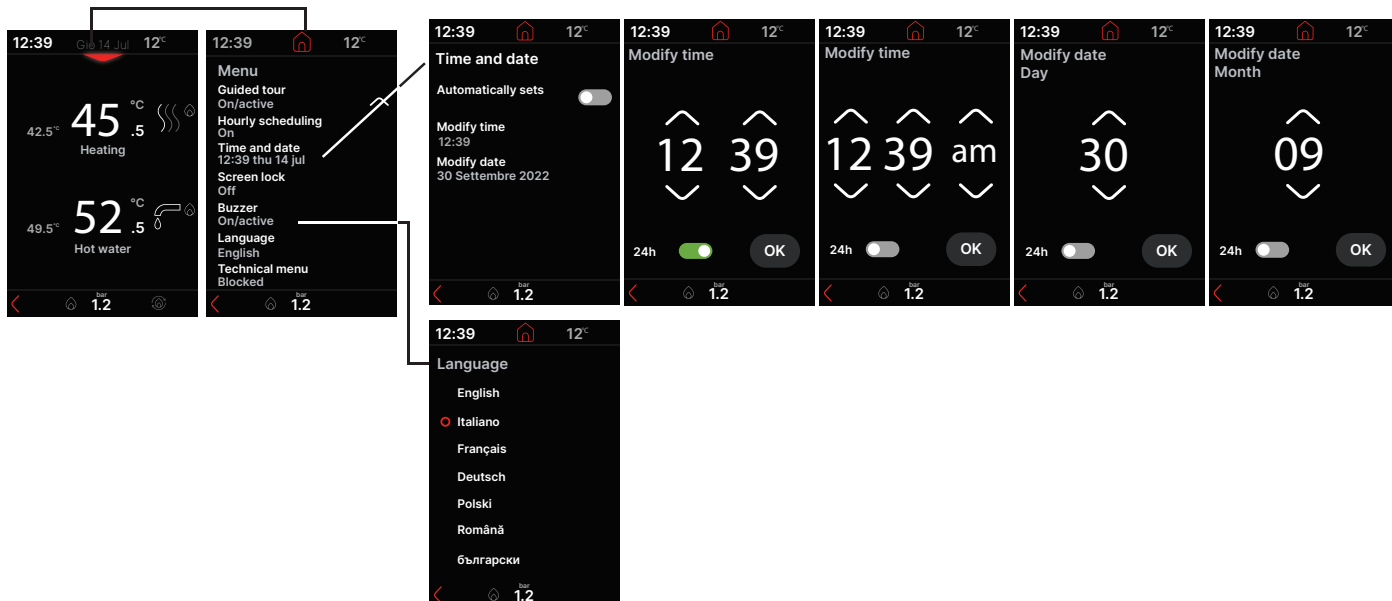 12:39 Gio 14 Jul 12°C
42.5°C 45 °C .5
Heating
49.5°C 52 °C .5
Hot water
bar
1.2
12:39 12°C
Menu
Guided tour
On/active
Hourly scheduling
On
Time and date
12:39 thu 14 jul
Screen lock
Off
Buzzer
On/active
Language
English
Technical menu
Blocked
bar
1.2
12:39 12°C
Time and date
Automatically sets
Modify time
12:39
Modify date
30 Settembre 2022
bar
1.2
12:39 12°C
Modify time
12 39
24h OK
bar
1.2
12:39 12°C
Modify time
12 39 am
24h OK
bar
1.2
12:39 12°C
Modify date
Day
30
24h OK
bar
1.2
12:39 12°C
Modify date
Month
09
24h OK
bar
1.2
12:39 12°C
Language
English
Italiano
Français
Deutsch
Polski
Română
български
bar
1.2